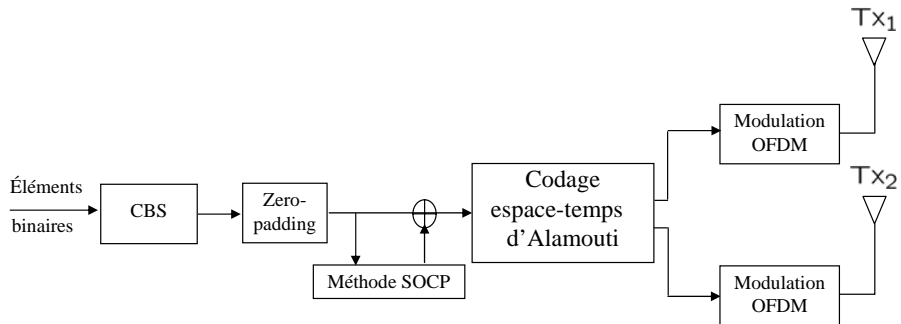 Tx1
Modulation
OFDM
Tx2
Éléments
binaires
CBS
Zero-
padding
Codage
espace-temps
d'Alamouti
Méthode SOCP
Modulation
OFDM